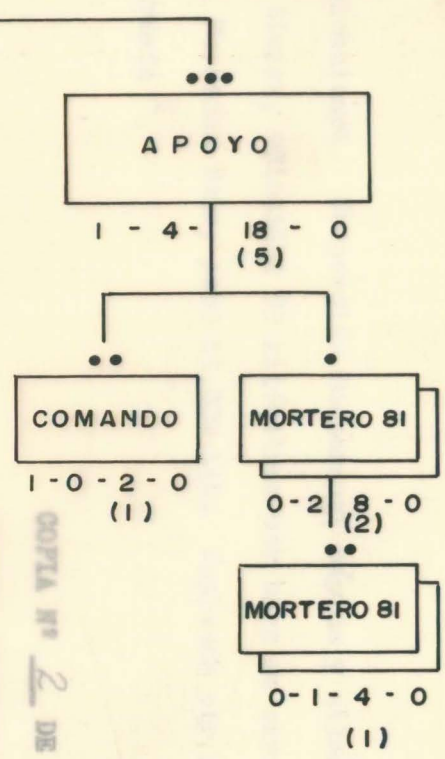 APOYO
1 - 4 - 18 - 0
(5)
COMANDO
1-0-2-0
(1)
MORTERO 81
0-2 8-0
(2)
MORTERO 81
0-1-4-0
(1)
COPIA Nº 2 DE